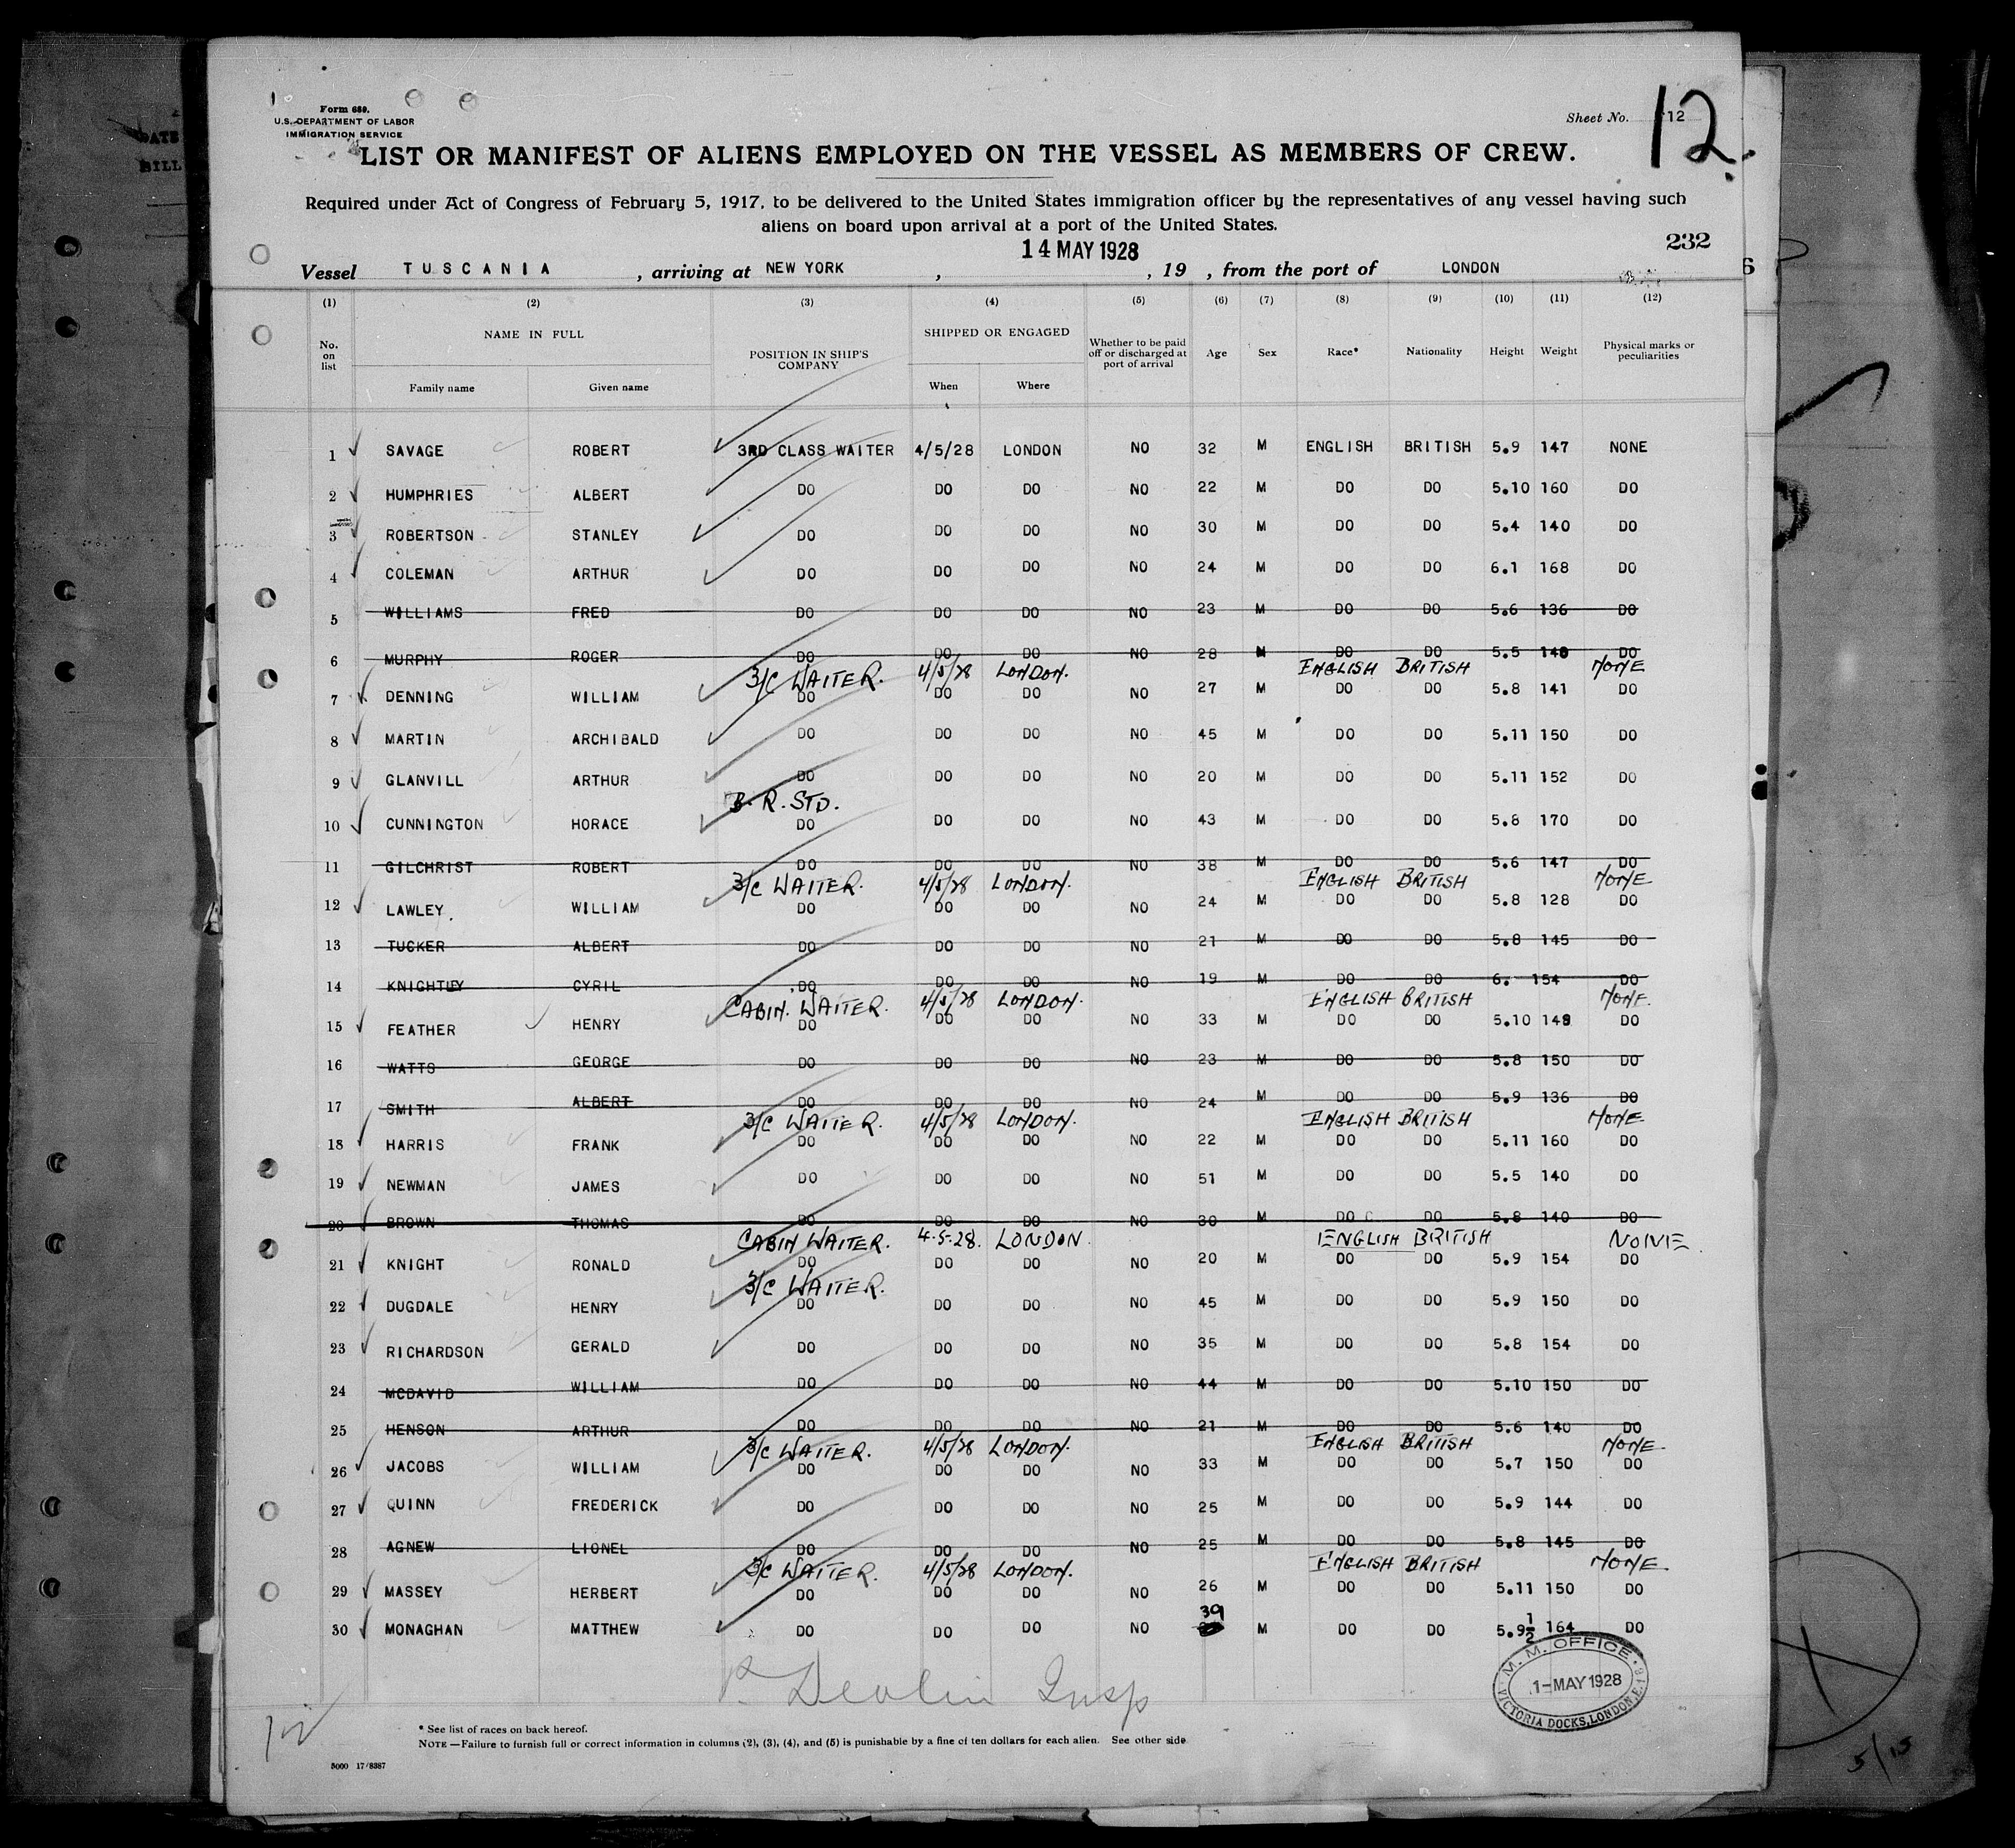 Form 680.
U.S. DEPARTMENT OF LABOR
IMMIGRATION SERVICE
Sheet No. 12
12
LIST OR MANIFEST OF ALIENS EMPLOYED ON THE VESSEL AS MEMBERS OF CREW.
Required under Act of Congress of February 5, 1917, to be delivered to the United States immigration officer by the representatives of any vessel having such
aliens on board upon arrival at a port of the United States.
232
14 MAY 1928
Vessel TUSCANIA, arriving at NEW YORK, , 19 , from the port of LONDON
(1) (2) (3) (4) (5) (6) (7) (8) (9) (10) (11) (12)
No. on list NAME IN FULL Family name Given name POSITION IN SHIP'S COMPANY SHIPPED OR ENGAGED When Where Whether to be paid off or discharged at port of arrival Age Sex Race* Nationality Height Weight Physical marks or peculiarities
1 SAVAGE ROBERT 3RD CLASS WAITER 4/5/28 LONDON NO 32 M ENGLISH BRITISH 5.9 147 NONE
2 HUMPHRIES ALBERT DO DO DO NO 22 M DO DO 5.10 160 DO
3 ROBERTSON STANLEY DO DO DO NO 30 M DO DO 5.4 140 DO
4 COLEMAN ARTHUR DO DO DO NO 24 M DO DO 6.1 168 DO
5 WILLIAMS FRED DO DO DO NO 23 M DO DO 5.6 136 DO
6 MURPHY ROGER DO DO DO NO 28 M DO DO 5.5 140 DO
3/C WAITER. 4/5/28 LONDON. ENGLISH BRITISH NONE
7 DENNING WILLIAM DO DO DO NO 27 M DO DO 5.8 141 DO
8 MARTIN ARCHIBALD DO DO DO NO 45 M DO DO 5.11 150 DO
9 GLANVILL ARTHUR DO DO DO NO 20 M DO DO 5.11 152 DO
B.R. STD.
10 CUNNINGTON HORACE DO DO DO NO 43 M DO DO 5.8 170 DO
11 GILCHRIST ROBERT DO DO DO NO 38 M DO DO 5.6 147 DO
3/C WAITER. 4/5/28 LONDON. ENGLISH BRITISH NONE
12 LAWLEY. WILLIAM DO DO DO NO 24 M DO DO 5.8 128 DO
13 TUCKER ALBERT DO DO DO NO 21 M DO DO 5.8 145 DO
14 KNIGHTLEY CYRIL DO DO DO NO 19 M DO DO 6. 154 DO
CABIN. WAITER. 4/5/28 LONDON. ENGLISH BRITISH NONE.
15 FEATHER HENRY DO DO DO NO 33 M DO DO 5.10 149 DO
16 WATTS GEORGE DO DO DO NO 23 M DO DO 5.8 150 DO
17 SMITH ALBERT DO DO DO NO 24 M DO DO 5.9 136 DO
3/C WAITER. 4/5/28 LONDON. ENGLISH BRITISH NONE
18 HARRIS FRANK DO DO DO NO 22 M DO DO 5.11 160 DO
19 NEWMAN JAMES DO DO DO NO 51 M DO DO 5.5 140 DO
20 BROWN THOMAS DO DO DO NO 30 M DO DO 5.8 140 DO
CABIN WAITER. 4-5-28. LONDON. ENGLISH BRITISH NONE.
21 KNIGHT RONALD DO DO DO NO 20 M DO DO 5.9 154 DO
3/C WAITER.
22 DUGDALE HENRY DO DO DO NO 45 M DO DO 5.9 150 DO
23 RICHARDSON GERALD DO DO DO NO 35 M DO DO 5.8 154 DO
24 MCDAVID WILLIAM DO DO DO NO 44 M DO DO 5.10 150 DO
25 HENSON ARTHUR DO DO DO NO 21 M DO DO 5.6 140 DO
3/C WAITER. 4/5/28 LONDON. ENGLISH BRITISH NONE
26 JACOBS WILLIAM DO DO DO NO 33 M DO DO 5.7 150 DO
27 QUINN FREDERICK DO DO DO NO 25 M DO DO 5.9 144 DO
28 AGNEW LIONEL DO DO DO NO 25 M DO DO 5.8 145 DO
3/C WAITER. 4/5/28 LONDON. ENGLISH BRITISH NONE.
29 MASSEY HERBERT DO DO DO NO 26 M DO DO 5.11 150 DO
30 MONAGHAN MATTHEW DO DO DO NO 39 M DO DO 5.9 1/2 164 DO
P. Devlin Insp
M. M. OFFICE
1-MAY 1928
VICTORIA DOCKS, LONDON, E.
* See list of races on back hereof.
NOTE—Failure to furnish full or correct information in columns (2), (3), (4), and (5) is punishable by a fine of ten dollars for each alien. See other side
5000 17/8387
5/15